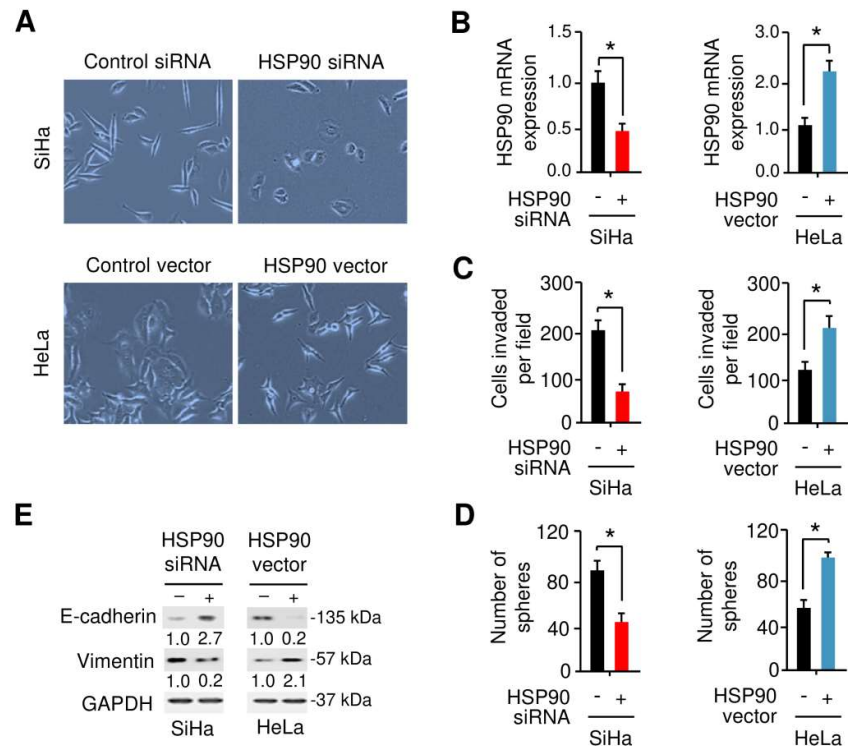 A
Control siRNA HSP90 siRNA
SiHa
Control vector HSP90 vector
HeLa
B
HSP90 mRNA
expression
1.5
1.0
0.5
0.0
*
HSP90
siRNA
- +
SiHa
HSP90 mRNA
expression
3.0
2.0
1.0
0.0
*
HSP90
vector
- +
HeLa
C
Cells invaded
per field
300
200
100
0
*
HSP90
siRNA
- +
SiHa
Cells invaded
per field
300
200
100
0
*
HSP90
vector
- +
HeLa
E
HSP90 HSP90
siRNA vector
– + – +
E-cadherin -135 kDa
1.0 2.7 1.0 0.2
Vimentin -57 kDa
1.0 0.2 1.0 2.1
GAPDH -37 kDa
SiHa HeLa
D
Number of
spheres
120
80
40
0
*
HSP90
siRNA
- +
SiHa
Number of
spheres
120
80
40
0
*
HSP90
vector
- +
HeLa